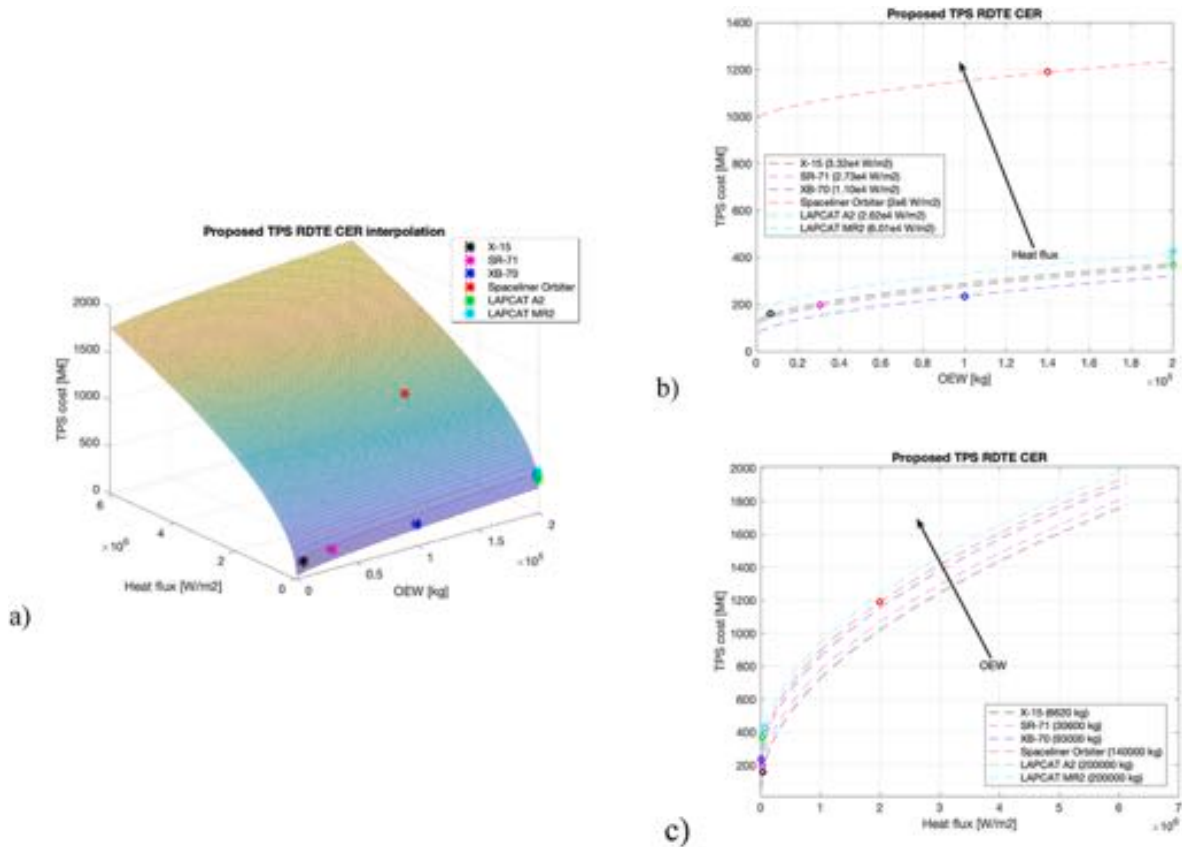 Proposed TPS RDTE CER interpolation
X-15
SR-71
XB-70
Spaceliner Orbiter
LAPCAT A2
LAPCAT MR2
TPS cost [M€]
2000
1500
1000
500
0
6
4
2
0
×10⁶
Heat flux [W/m2]
0
0.5
1
1.5
2
×10⁵
OEW [kg]
a)
Proposed TPS RDTE CER
TPS cost [M€]
1400
1200
1000
800
600
400
200
0
X-15 (3.32e4 W/m2)
SR-71 (2.73e4 W/m2)
XB-70 (1.10e4 W/m2)
Spaceliner Orbiter (2e6 W/m2)
LAPCAT A2 (2.62e4 W/m2)
LAPCAT MR2 (6.01e4 W/m2)
Heat flux
0 0.2 0.4 0.6 0.8 1 1.2 1.4 1.6 1.8 2
OEW [kg]
×10⁵
b)
Proposed TPS RDTE CER
TPS cost [M€]
2000
1800
1600
1400
1200
1000
800
600
400
200
OEW
X-15 (6620 kg)
SR-71 (30600 kg)
XB-70 (93000 kg)
Spaceliner Orbiter (140000 kg)
LAPCAT A2 (200000 kg)
LAPCAT MR2 (200000 kg)
0 1 2 3 4 5 6 7
Heat flux [W/m2]
×10⁶
c)